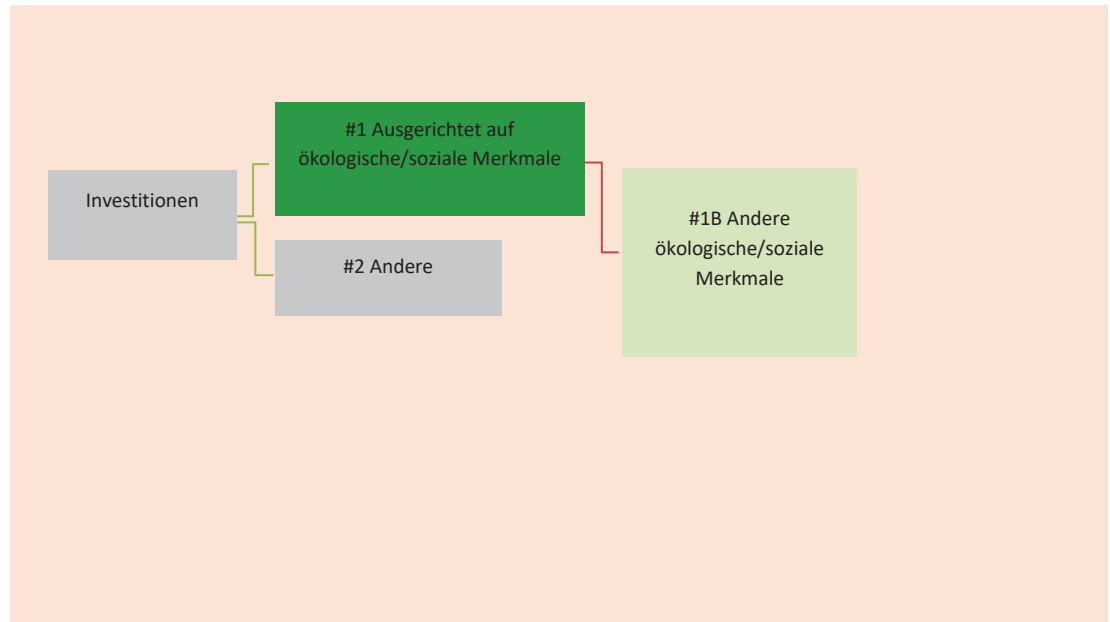 Investitionen
#1 Ausgerichtet auf
ökologische/soziale Merkmale
#2 Andere
#1B Andere
ökologische/soziale
Merkmale